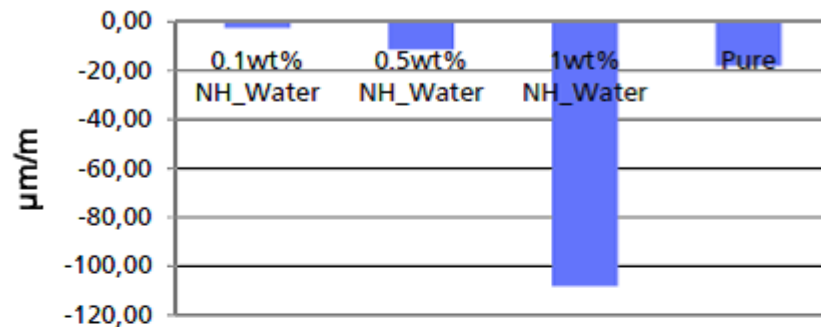 0,00
-20,00
-40,00
-60,00
-80,00
-100,00
-120,00
µm/m
0.1wt%
NH_Water
0.5wt%
NH_Water
1wt%
NH_Water
Pure